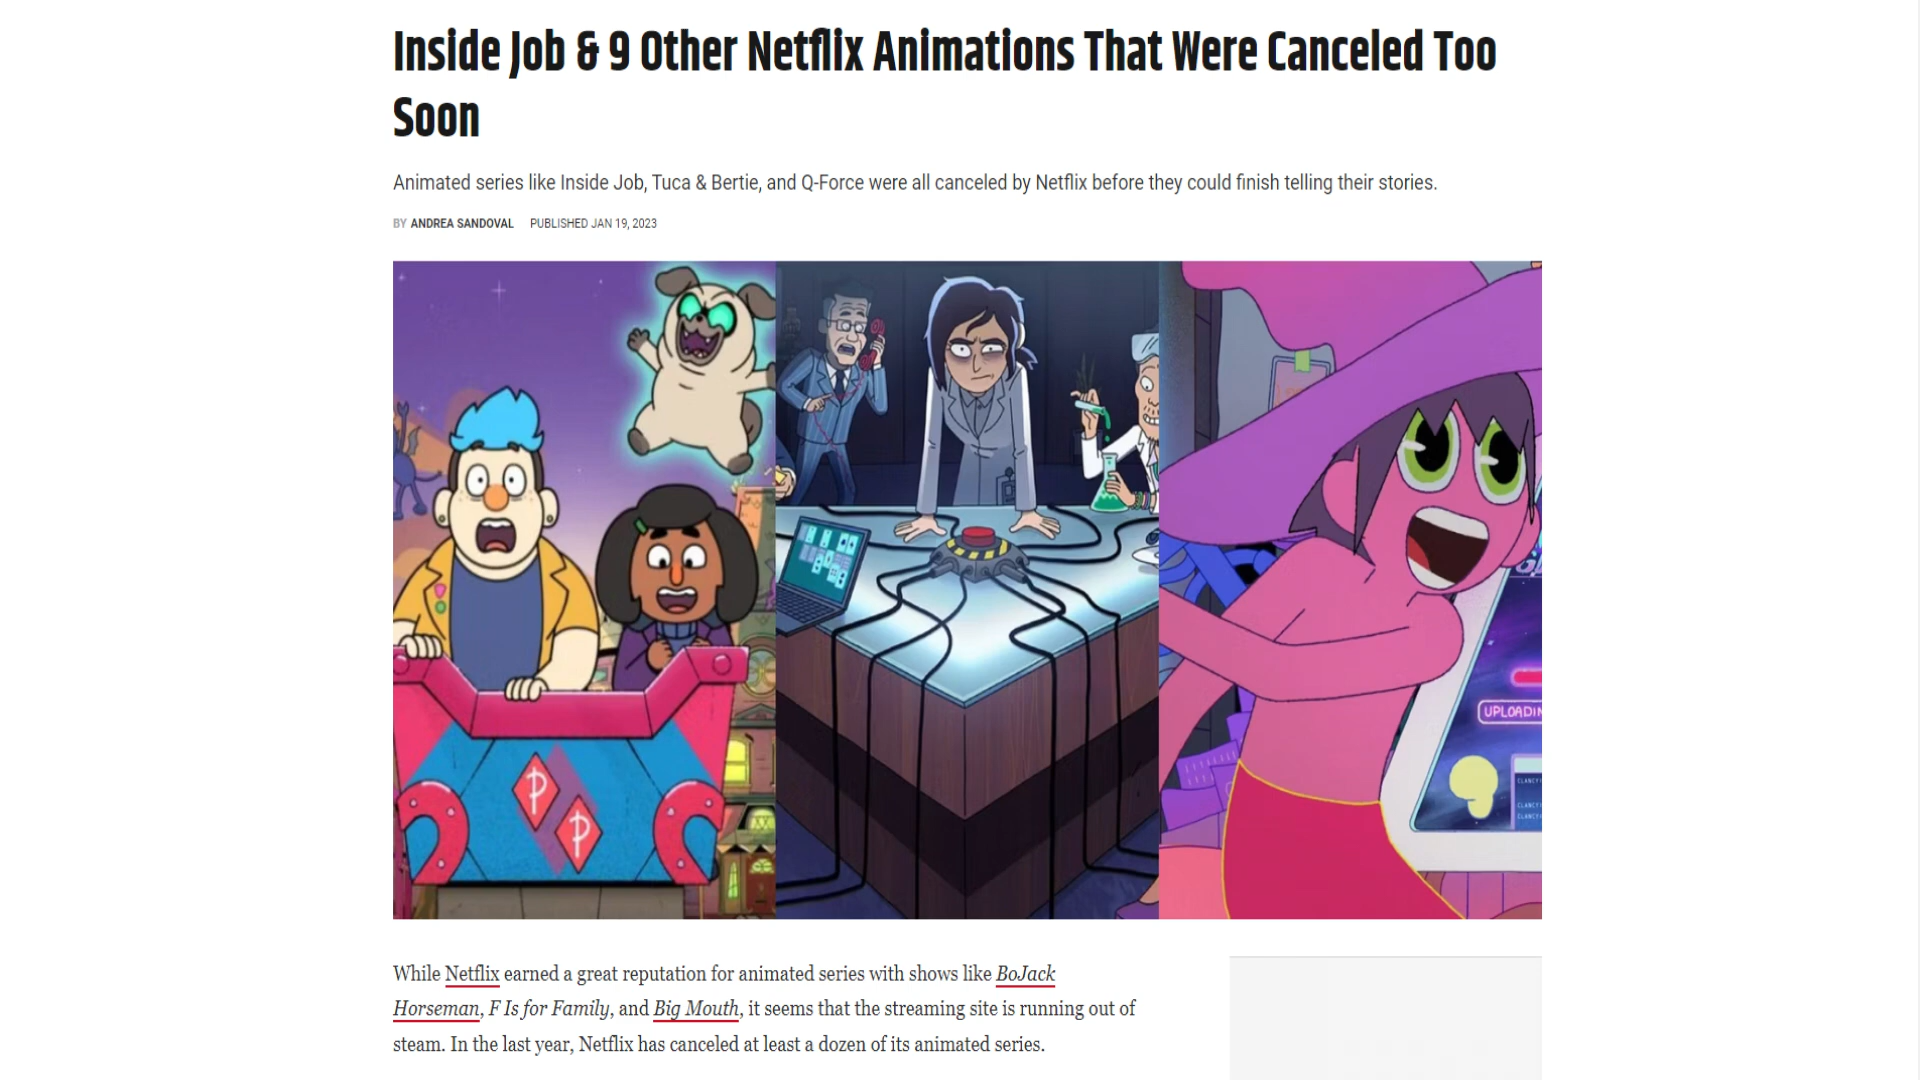 Inside Job & 9 Other Netflix Animations That Were Canceled Too
Soon
Animated series like Inside Job, Tuca & Bertie, and Q-Force were all canceled by Netflix before they could finish telling their stories.
BY ANDREA SANDOVAL PUBLISHED JAN 19, 2023
P
P
UPLOADIN
CLANCY
CLANCY
CLANCY
While Netflix earned a great reputation for animated series with shows like BoJack
Horseman, F Is for Family, and Big Mouth, it seems that the streaming site is running out of
steam. In the last year, Netflix has canceled at least a dozen of its animated series.